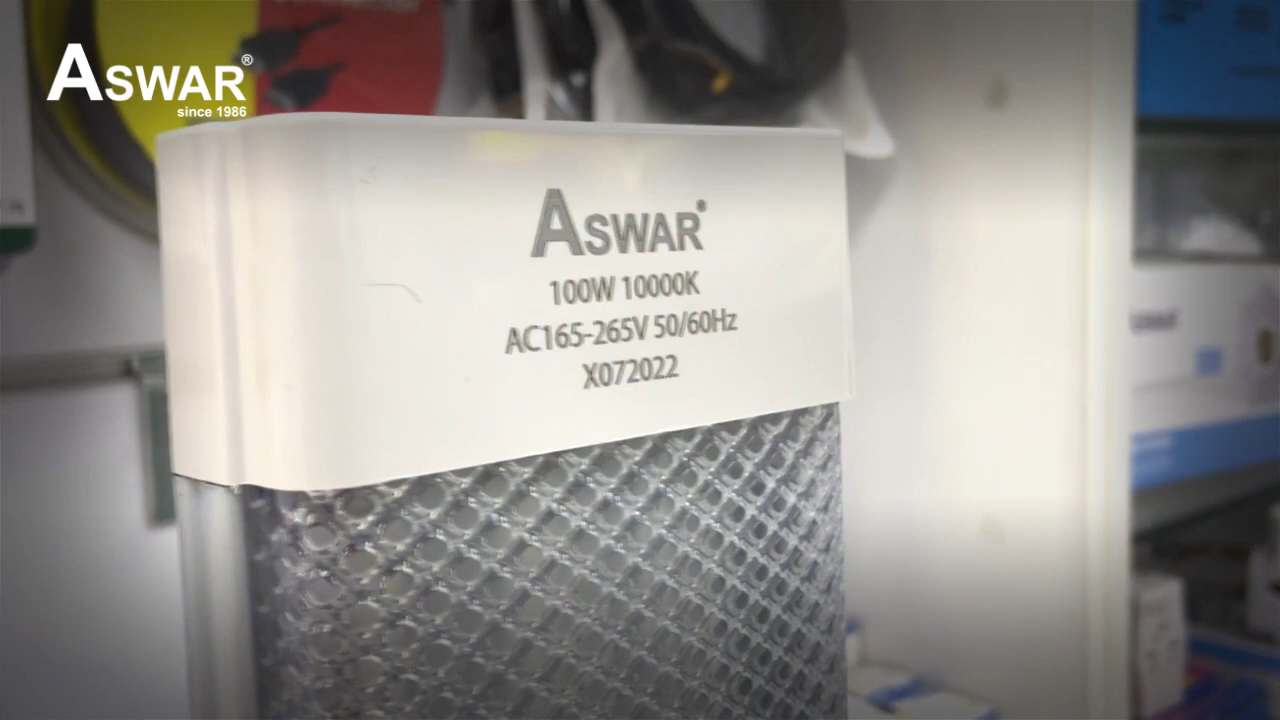 ASWAR®
since 1986
ASWAR®
100W 10000K
AC165-265V 50/60Hz
X072022